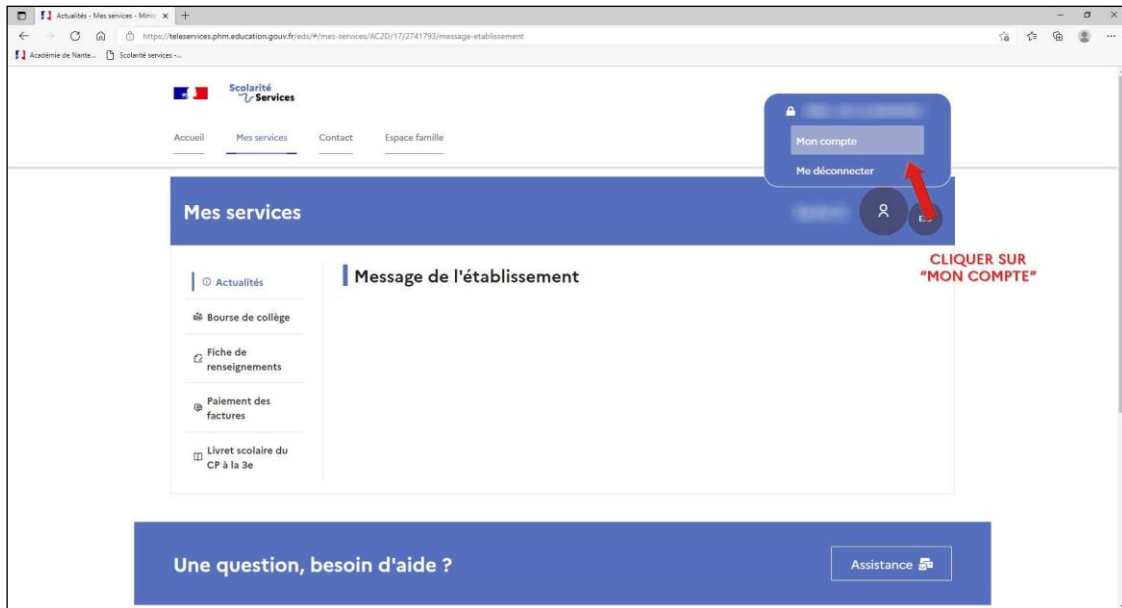 Actualités - Mes services - Minis
https://teleservices.phm.education.gouv.fr/eds/#/mes-services/AC2D/17/2741793/message-etablissement
Académie de Nante...
Scolarité services -...
Scolarité
Services
Accueil
Mes services
Contact
Espace famille
Mon compte
Me déconnecter
Mes services
CLIQUER SUR
"MON COMPTE"
Actualités
Message de l'établissement
Bourse de collège
Fiche de
renseignements
Paiement des
factures
Livret scolaire du
CP à la 3e
Une question, besoin d'aide ?
Assistance